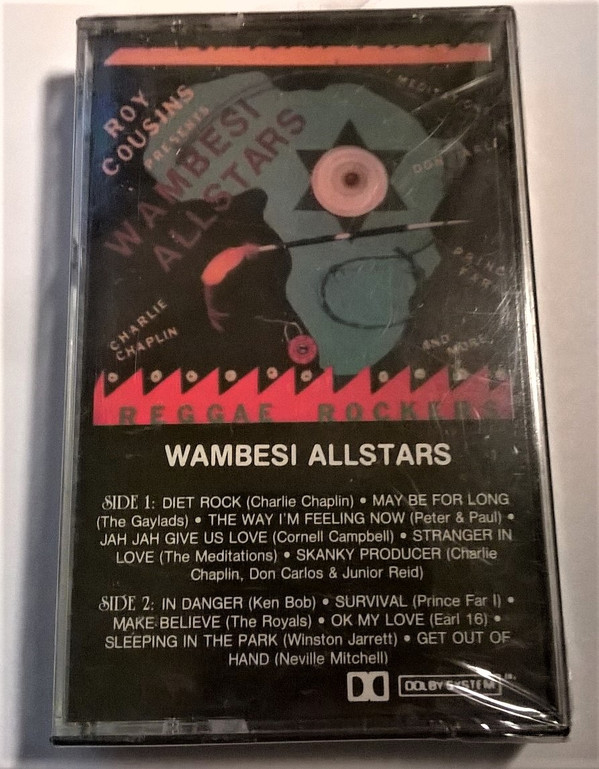 ROY
COUSINS
PRESENTS
WAMBESI
ALLSTARS
MEDITATIONS
CHARLIE
CHAPLIN
AND
MORE
REGGAE ROCKERS
WAMBESI ALLSTARS
SIDE 1: DIET ROCK (Charlie Chaplin) • MAY BE FOR LONG
(The Gaylads) • THE WAY I'M FEELING NOW (Peter & Paul) •
JAH JAH GIVE US LOVE (Cornell Campbell) • STRANGER IN
LOVE (The Meditations) • SKANKY PRODUCER (Charlie
Chaplin, Don Carlos & Junior Reid)
SIDE 2: IN DANGER (Ken Bob) • SURVIVAL (Prince Far I) •
MAKE BELIEVE (The Royals) • OK MY LOVE (Earl 16) •
SLEEPING IN THE PARK (Winston Jarrett) • GET OUT OF
HAND (Neville Mitchell)
DOLBY SYSTEM